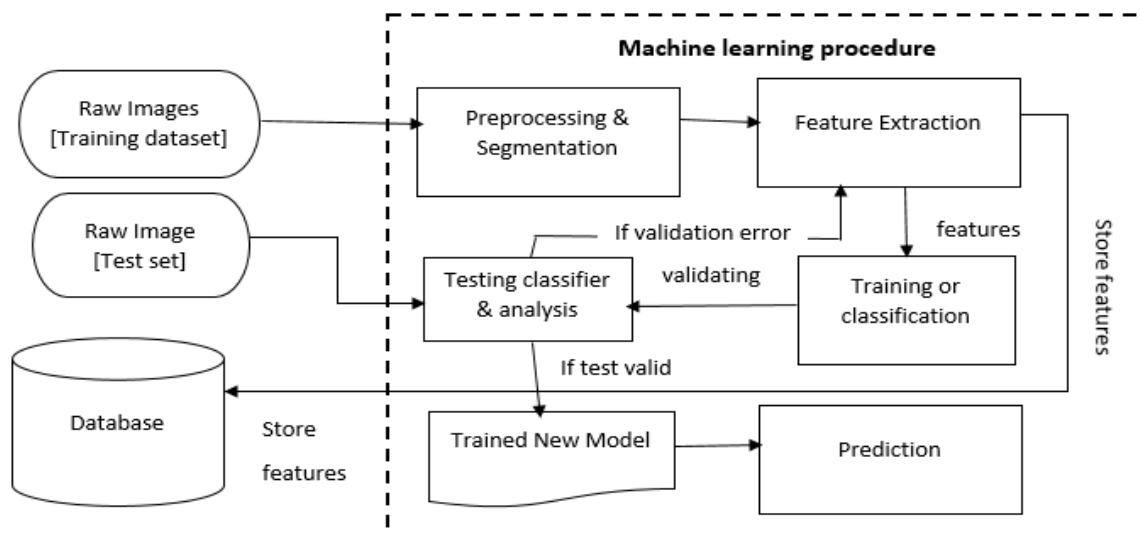 Machine learning procedure
Raw Images
[Training dataset]
Preprocessing &
Segmentation
Feature Extraction
Raw Image
[Test set]
If validation error
features
Store features
Testing classifier
& analysis
validating
Training or
classification
If test valid
Database
Store
features
Trained New Model
Prediction